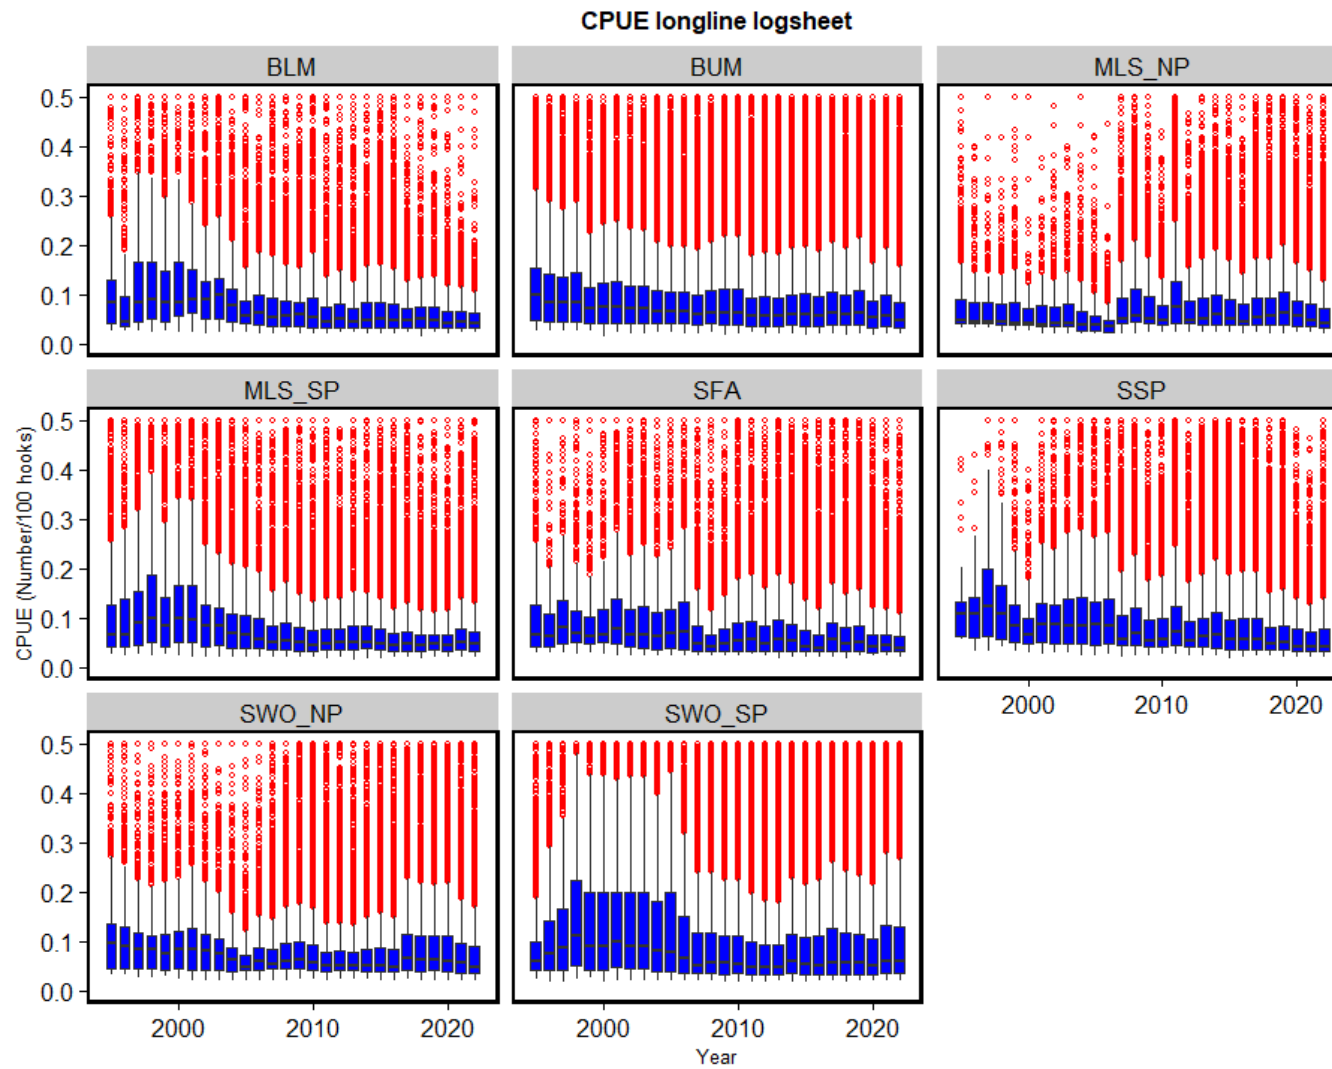 CPUE longline logsheet
BLM BUM MLS_NP
0.5
0.4
0.3
0.2
0.1
0.0
MLS_SP SFA SSP
0.5
0.4
0.3
0.2
0.1
0.0
CPUE (Number/100 hooks)
2000 2010 2020
SWO_NP SWO_SP
0.5
0.4
0.3
0.2
0.1
0.0
2000 2010 2020 2000 2010 2020
Year